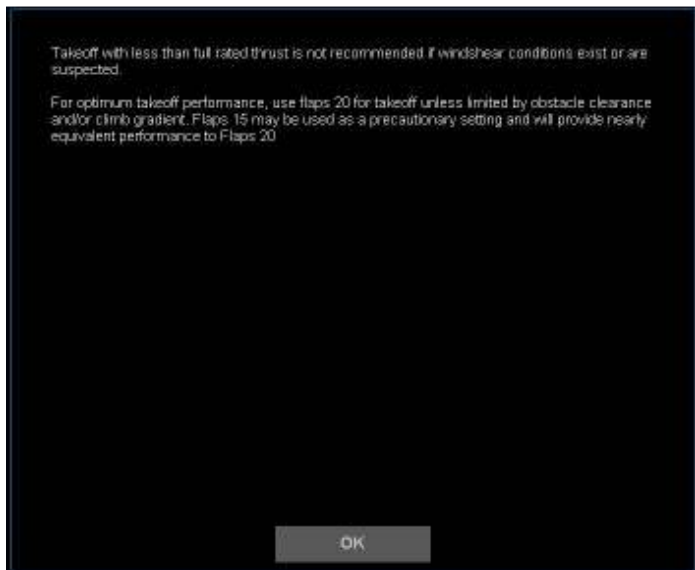 Takeoff with less than full rated thrust is not recommended if windshear conditions exist or are
suspected.
For optimum takeoff performance, use flaps 20 for takeoff unless limited by obstacle clearance
and/or climb gradient. Flaps 15 may be used as a precautionary setting and will provide nearly
equivalent performance to Flaps 20
OK